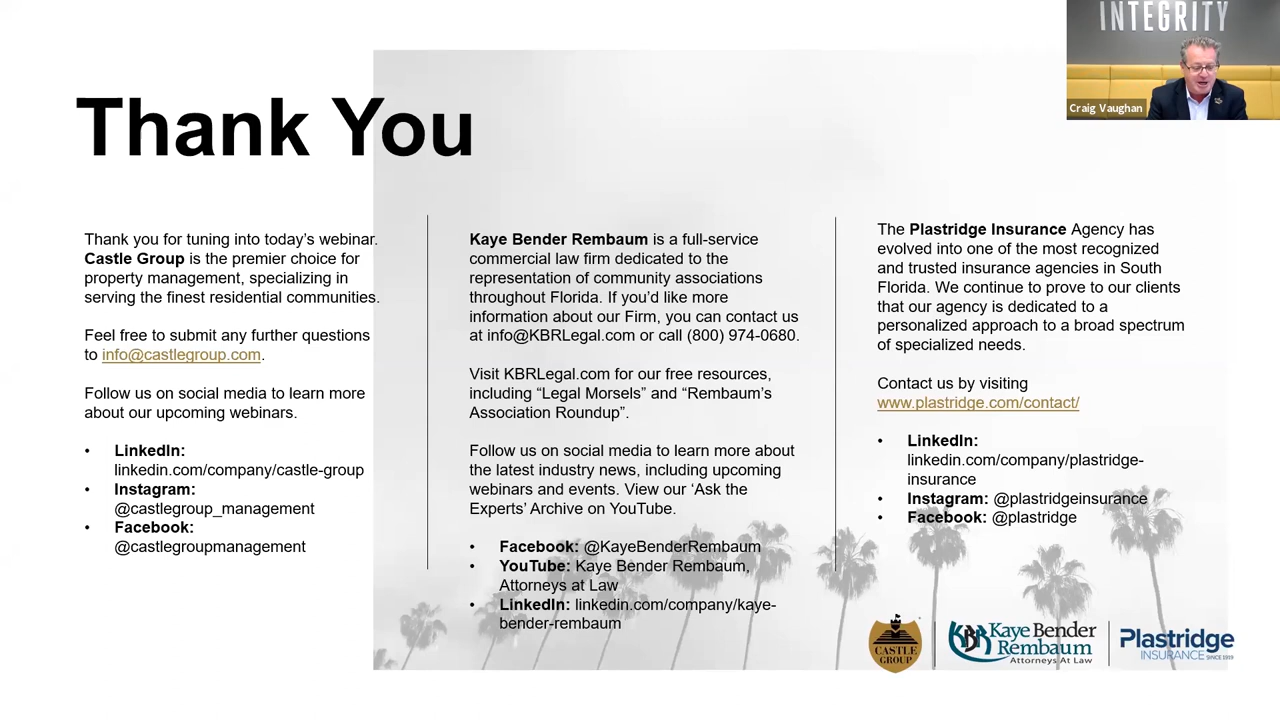 INTEGRITY
Craig Vaughan
Thank You
Thank you for tuning into today's webinar.
Castle Group is the premier choice for
property management, specializing in
serving the finest residential communities.
Feel free to submit any further questions
to info@castlegroup.com.
Follow us on social media to learn more
about our upcoming webinars.
• LinkedIn:
linkedin.com/company/castle-group
• Instagram:
@castlegroup_management
• Facebook:
@castlegroupmanagement
Kaye Bender Rembaum is a full-service
commercial law firm dedicated to the
representation of community associations
throughout Florida. If you'd like more
information about our Firm, you can contact us
at info@KBRLegal.com or call (800) 974-0680.
Visit KBRLegal.com for our free resources,
including “Legal Morsels” and “Rembaum's
Association Roundup”.
Follow us on social media to learn more about
the latest industry news, including upcoming
webinars and events. View our ‘Ask the
Experts’ Archive on YouTube.
• Facebook: @KayeBenderRembaum
• YouTube: Kaye Bender Rembaum,
Attorneys at Law
• LinkedIn: linkedin.com/company/kaye-
bender-rembaum
The Plastridge Insurance Agency has
evolved into one of the most recognized
and trusted insurance agencies in South
Florida. We continue to prove to our clients
that our agency is dedicated to a
personalized approach to a broad spectrum
of specialized needs.
Contact us by visiting
www.plastridge.com/contact/
• LinkedIn:
linkedin.com/company/plastridge-
insurance
• Instagram: @plastridgeinsurance
• Facebook: @plastridge
CASTLE
GROUP
KBR Kaye Bender
Rembaum
Attorneys At Law
Plastridge
INSURANCE SINCE 1919